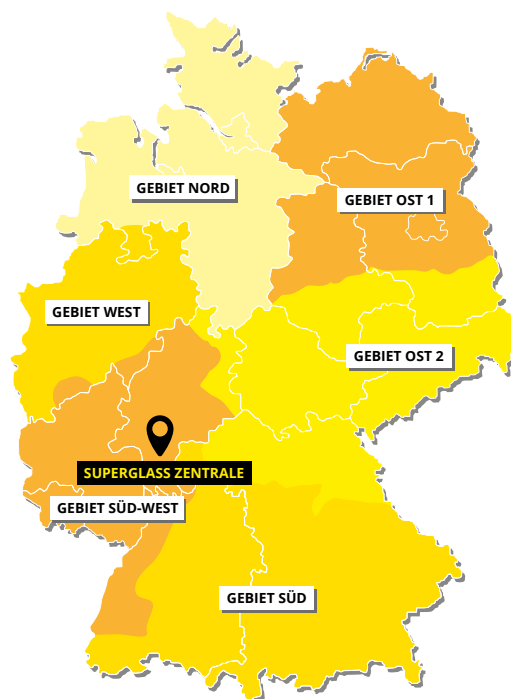 GEBIET NORD
GEBIET OST 1
GEBIET WEST
GEBIET OST 2
SUPERGLASS ZENTRALE
GEBIET SÜD-WEST
GEBIET SÜD